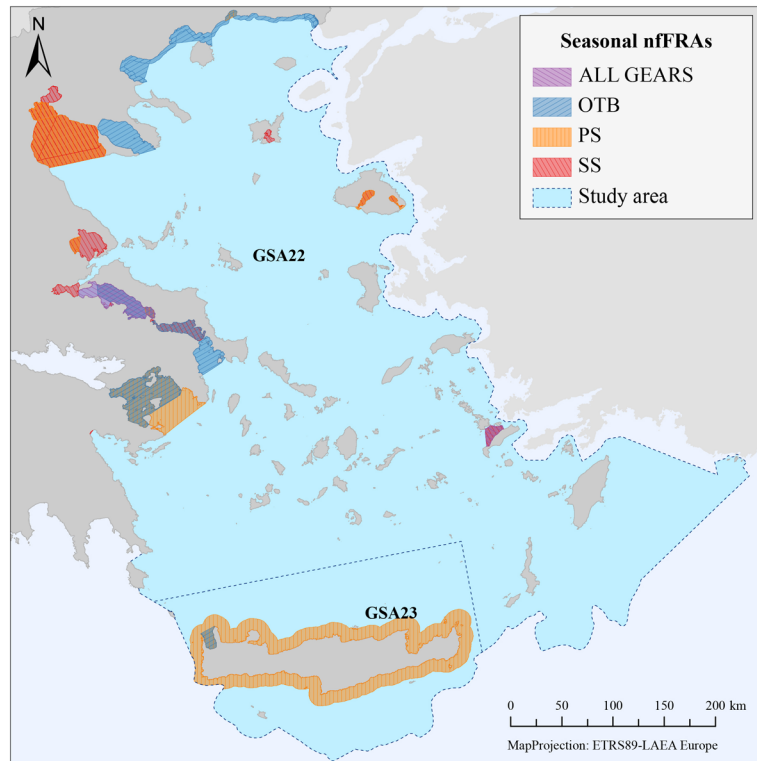 N
Seasonal nfFRAs
ALL GEARS
OTB
PS
SS
Study area
GSA22
GSA23
0 50 100 150 200 km
MapProjection: ETRS89-LAEA Europe